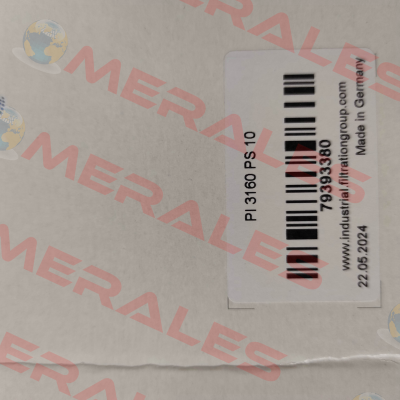 PI 3160 PS 10
79393380
www.industrial.filtrationgroup.com
22.05.2024 Made in Germany
MERALES
MERALES
MERALES